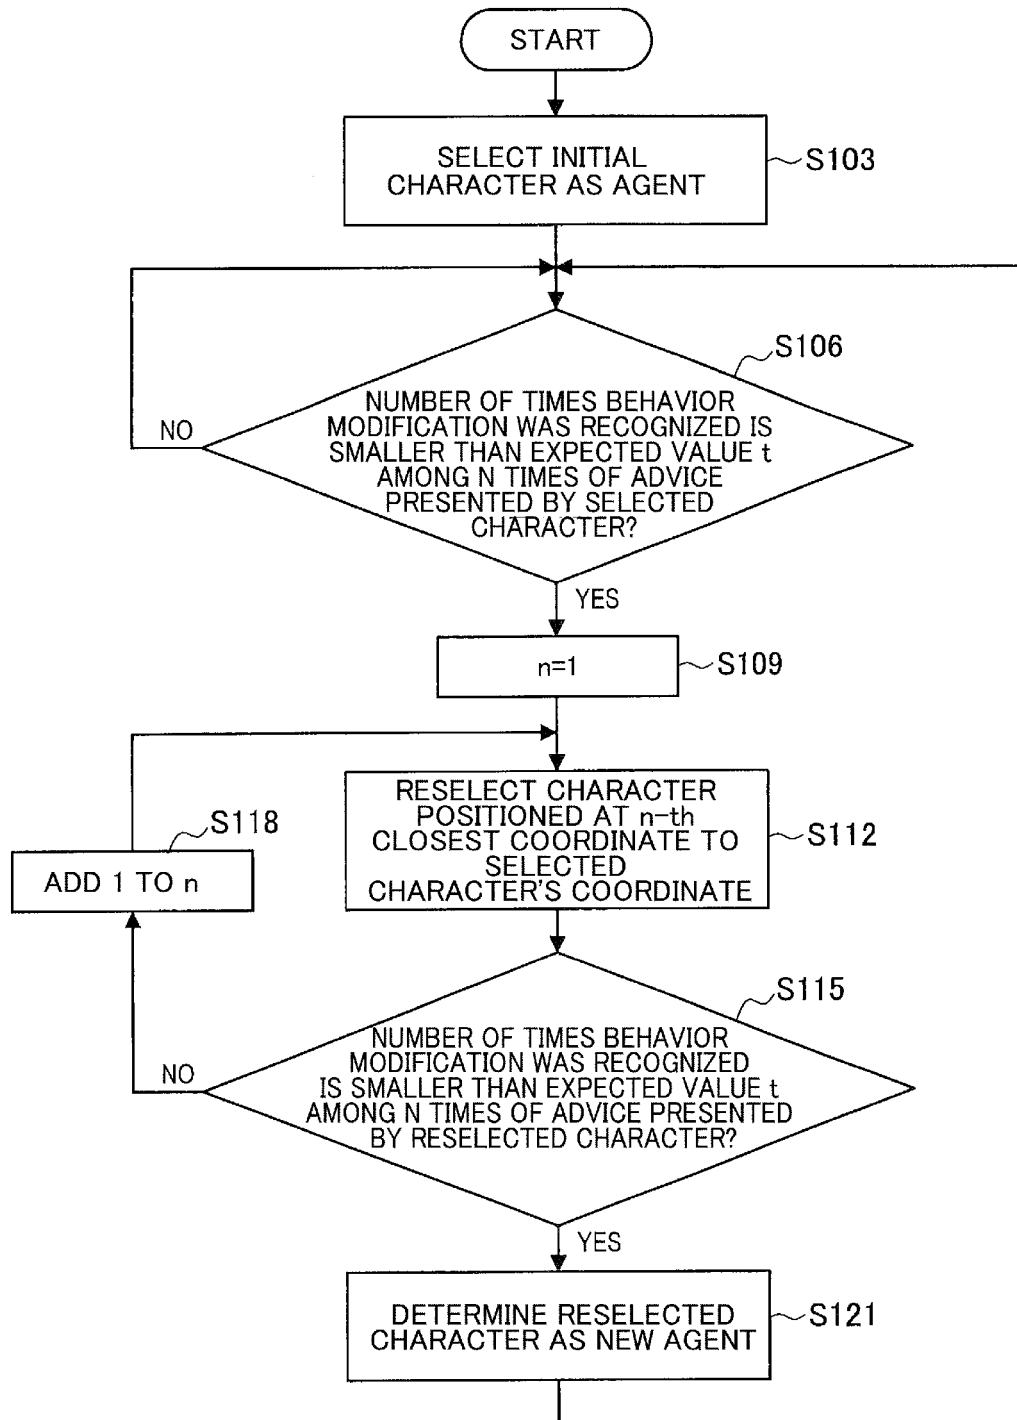 START
SELECT INITIAL
CHARACTER AS AGENT
S103
S106
NUMBER OF TIMES BEHAVIOR
MODIFICATION WAS RECOGNIZED IS
SMALLER THAN EXPECTED VALUE t
AMONG N TIMES OF ADVICE
PRESENTED BY SELECTED
CHARACTER?
NO
YES
n=1
S109
RESELECT CHARACTER
POSITIONED AT n-th
CLOSEST COORDINATE TO
SELECTED
CHARACTER'S COORDINATE
S112
S118
ADD 1 TO n
S115
NUMBER OF TIMES BEHAVIOR
MODIFICATION WAS RECOGNIZED
IS SMALLER THAN EXPECTED VALUE t
AMONG N TIMES OF ADVICE PRESENTED
BY RESELECTED CHARACTER?
NO
YES
DETERMINE RESELECTED
CHARACTER AS NEW AGENT
S121